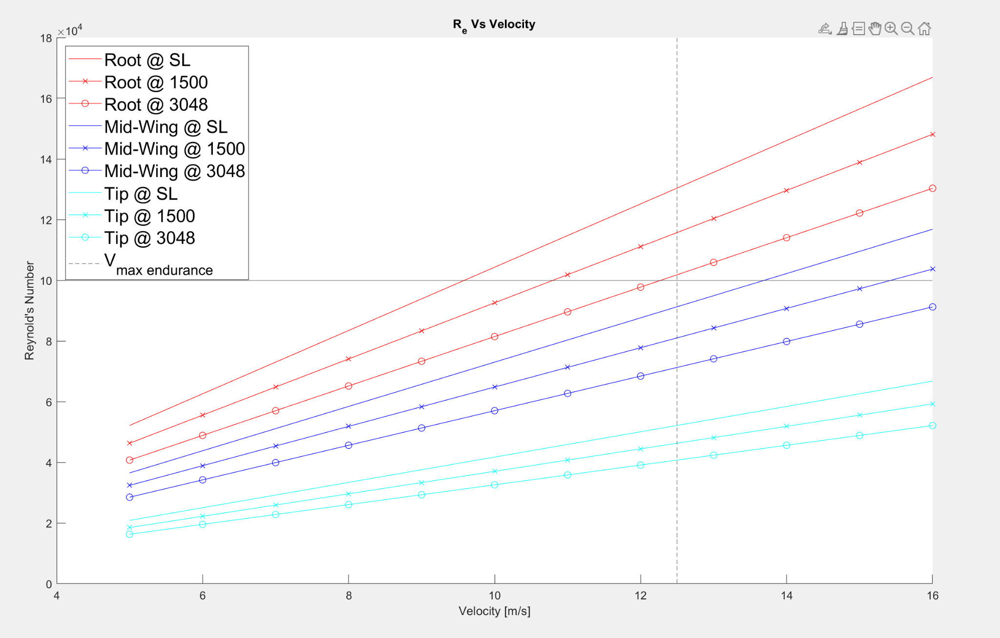 R_e Vs Velocity
×10^4
18
16
14
12
10
8
6
4
2
0
Reynold's Number
Root @ SL
Root @ 1500
Root @ 3048
Mid-Wing @ SL
Mid-Wing @ 1500
Mid-Wing @ 3048
Tip @ SL
Tip @ 1500
Tip @ 3048
V_max endurance
4 6 8 10 12 14 16
Velocity [m/s]